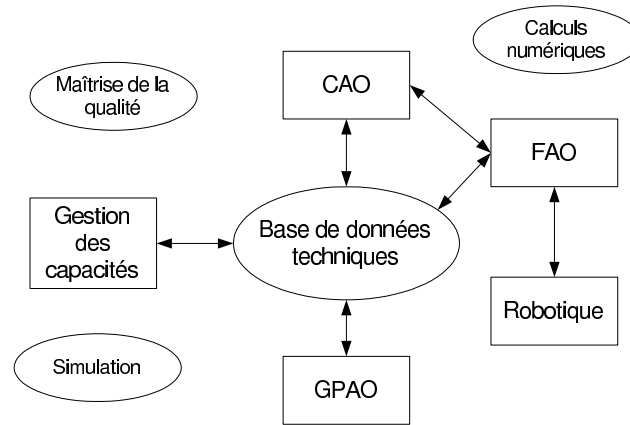 Calculs
numériques
Maîtrise de la
qualité
CAO
FAO
Gestion
des
capacités
Base de données
techniques
Robotique
Simulation
GPAO